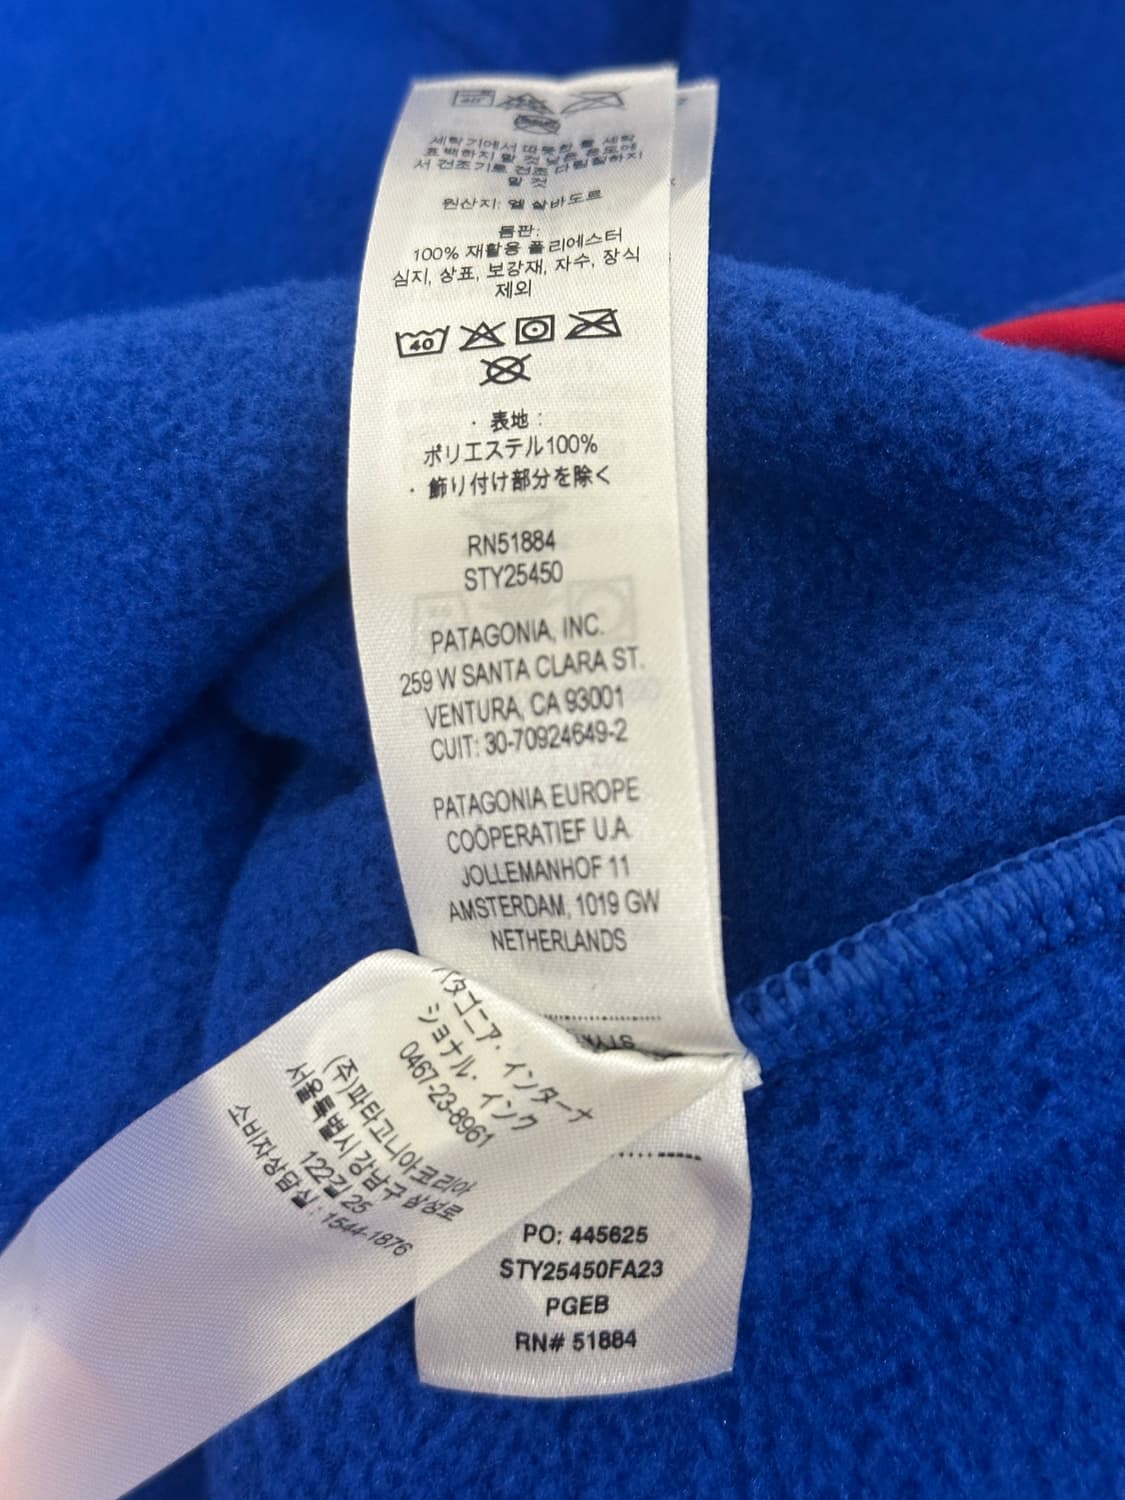 세탁기에서 따뜻한 물 세탁
표백하지 말 것 낮은 온도에
서 건조기로 건조 다림질하지
말 것
원산지: 엘 살바도르
몸판:
100% 재활용 폴리에스터
심지, 상표, 보강재, 자수, 장식
제외
40
・表地:
ポリエステル100%
・飾り付け部分を除く
RN51884
STY25450
PATAGONIA, INC.
259 W SANTA CLARA ST.
VENTURA, CA 93001
CUIT: 30-70924649-2
PATAGONIA EUROPE
COÖPERATIEF U.A.
JOLLEMANHOF 11
AMSTERDAM, 1019 GW
NETHERLANDS
パタゴニア・インターナ
ショナル・インク
0467-23-8961
(주)파타고니아코리아
서울특별시 강남구 삼성로
122길 25
소비자상담실 : 1544-1876
PO: 445625
STY25450FA23
PGEB
RN# 51884